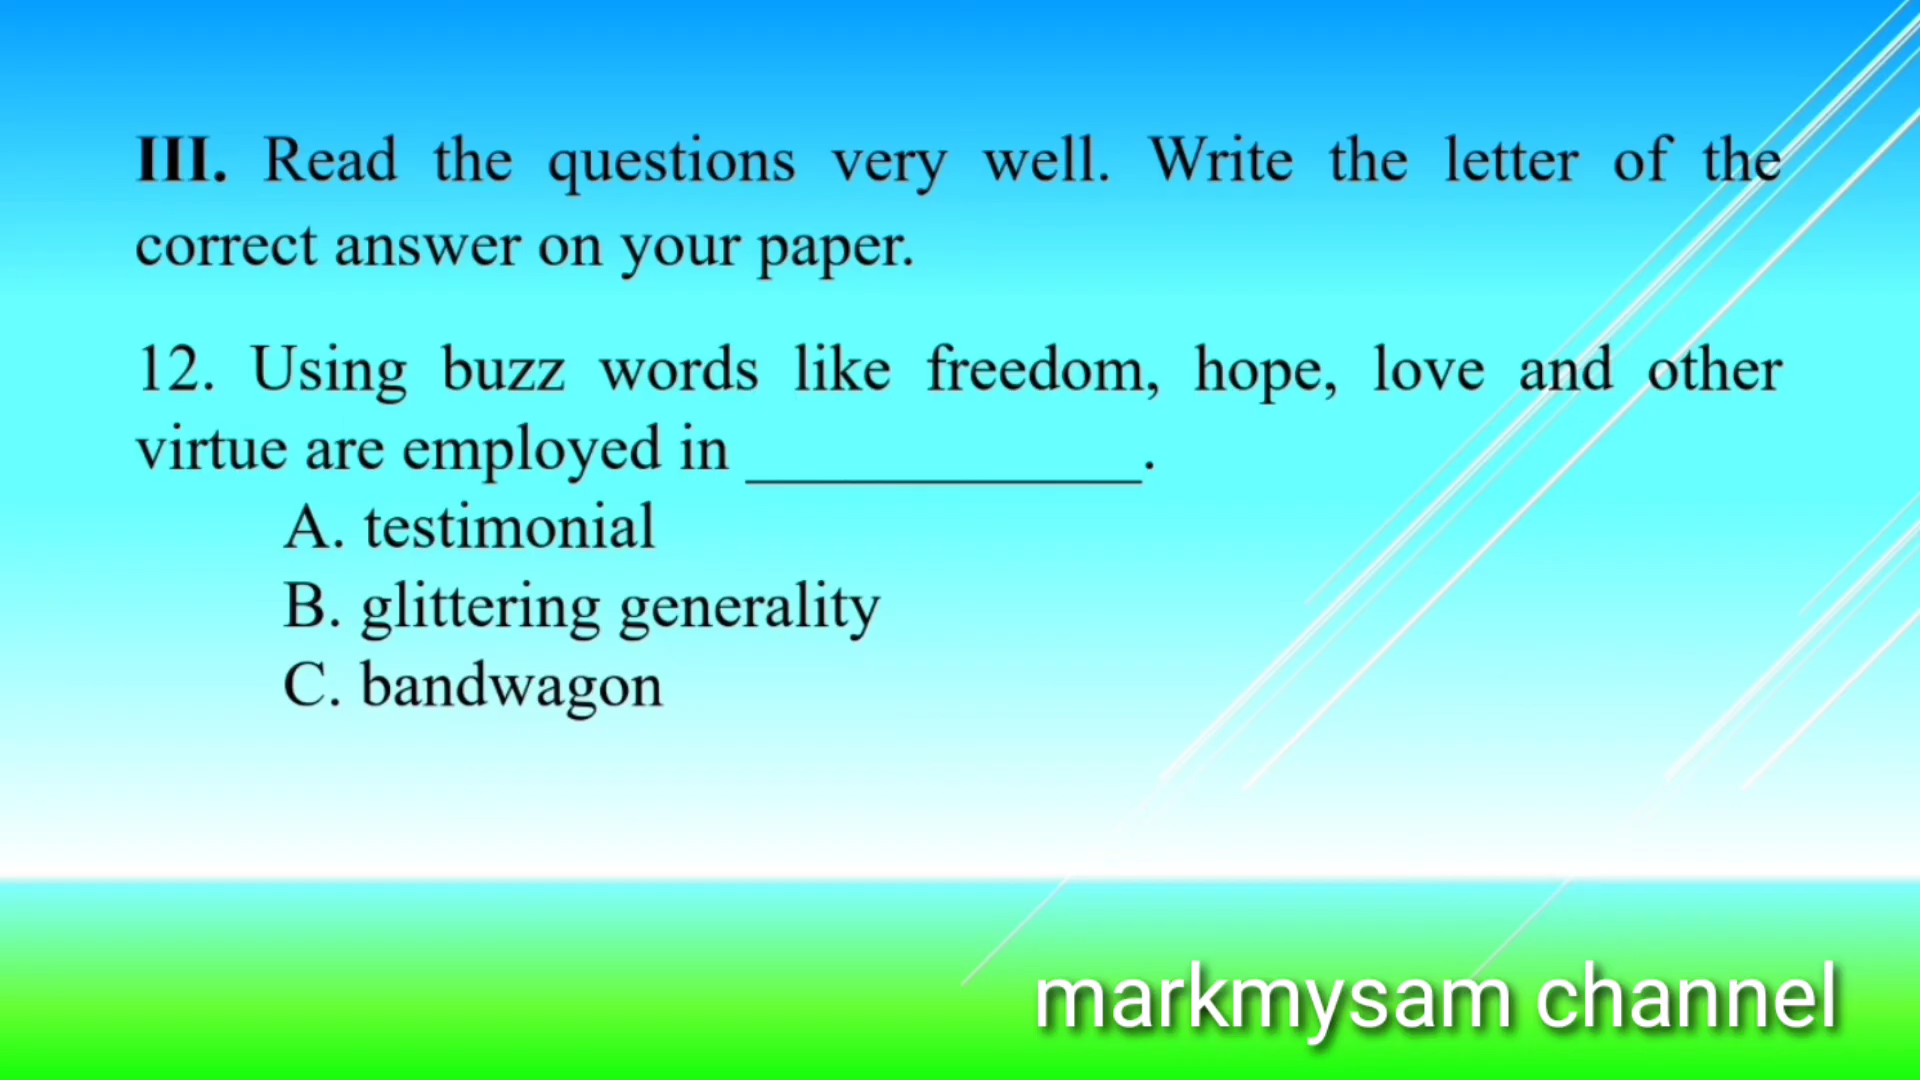 III. Read the questions very well. Write the letter of the
correct answer on your paper.
12. Using buzz words like freedom, hope, love and other
virtue are employed in ____________.
A. testimonial
B. glittering generality
C. bandwagon
markmysam channel